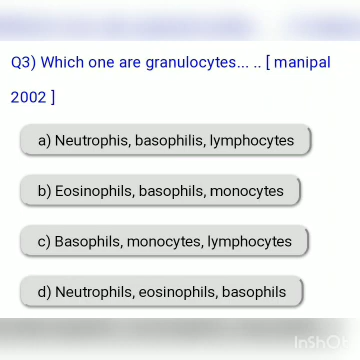 Q3) Which one are granulocytes... .. [ manipal
2002 ]
a) Neutrophis, basophilis, lymphocytes
b) Eosinophils, basophils, monocytes
c) Basophils, monocytes, lymphocytes
d) Neutrophils, eosinophils, basophils